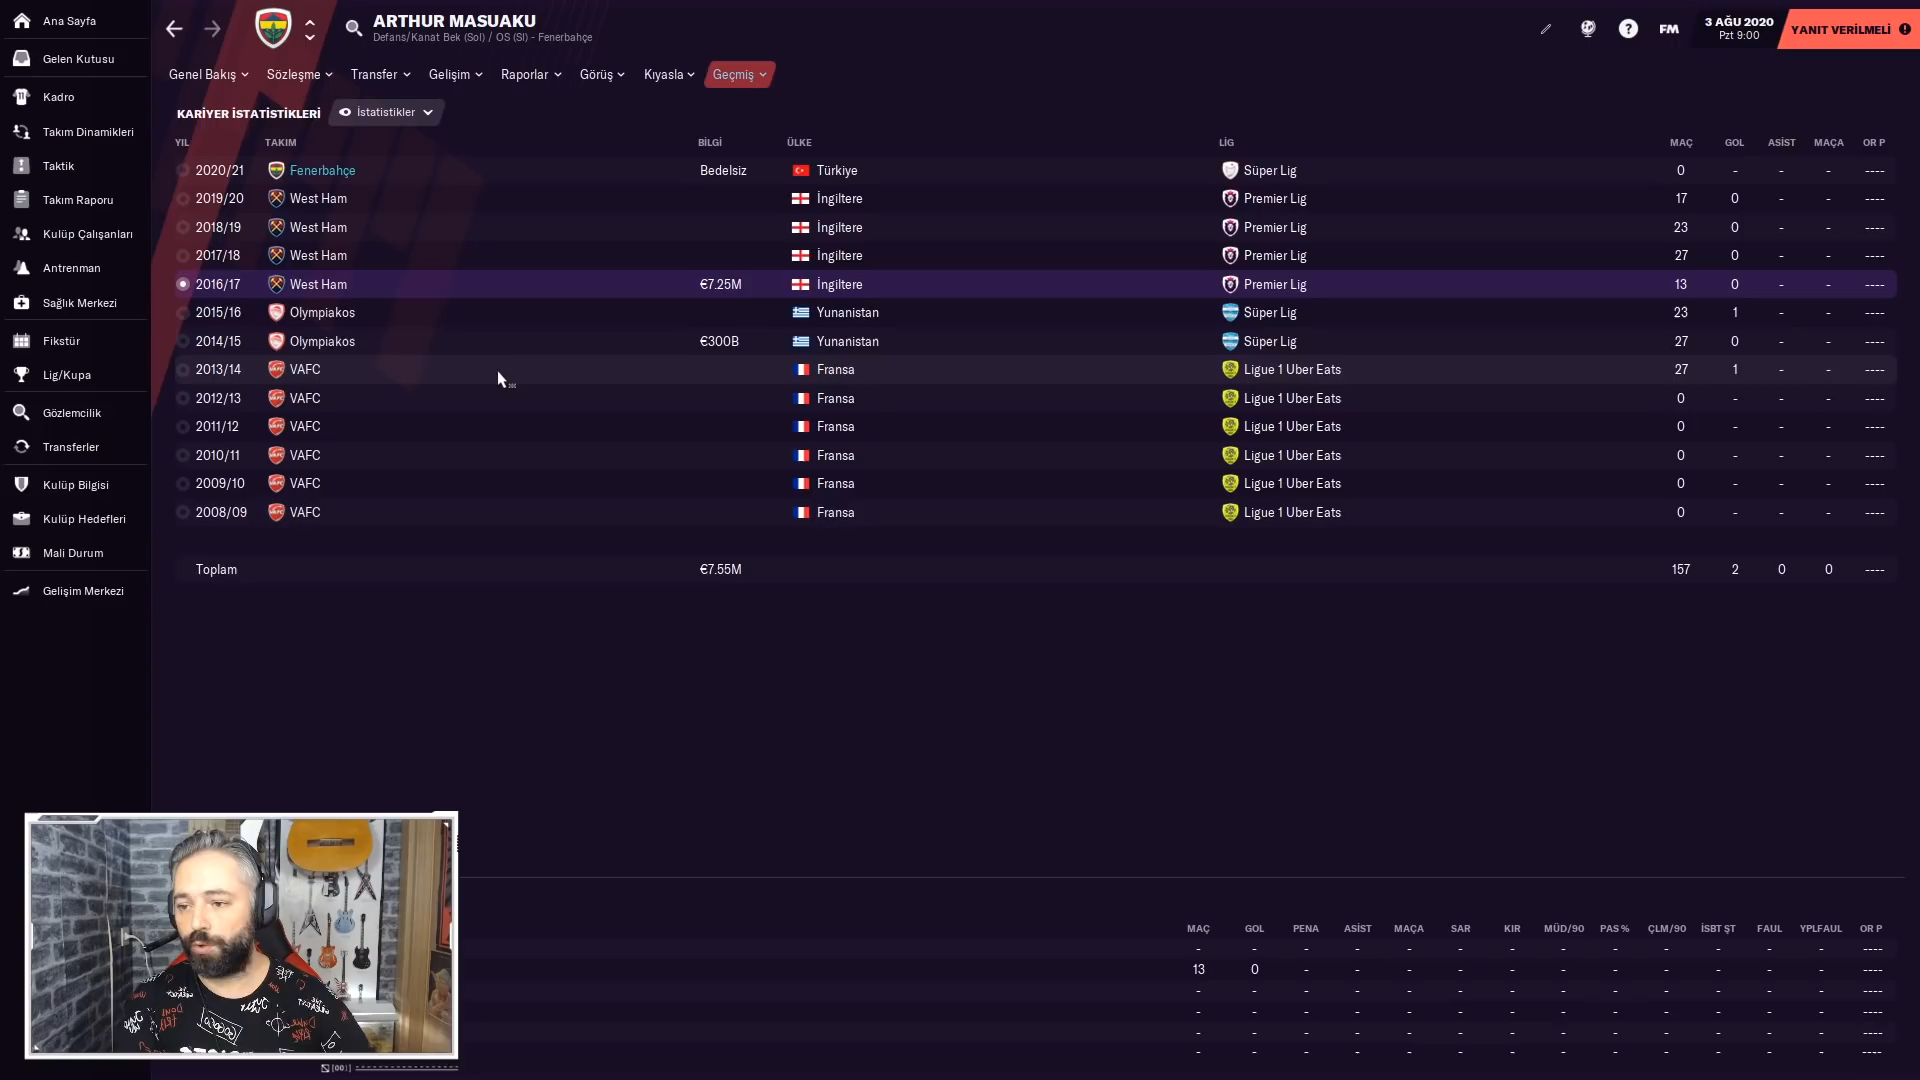 Ana Sayfa
Gelen Kutusu
Kadro
Takım Dinamikleri
Taktik
Takım Raporu
Kulüp Çalışanları
Antrenman
Sağlık Merkezi
Fikstür
Lig/Kupa
Gözlemcilik
Transferler
Kulüp Bilgisi
Kulüp Hedefleri
Mali Durum
Gelişim Merkezi
ARTHUR MASUAKU
Defans/Kanat Bek (Sol) / OS (Sl) - Fenerbahçe
FM
3 AĞU 2020
Pzt 9:00
YANIT VERİLMELİ
Genel Bakış Sözleşme Transfer Gelişim Raporlar Görüş Kıyasla Geçmiş
KARİYER İSTATİSTİKLERİ İstatistikler
YIL TAKIM BİLGİ ÜLKE LİG MAÇ GOL ASİST MAÇA OR P
2020/21 Fenerbahçe Bedelsiz Türkiye Süper Lig 0 - - - ----
2019/20 West Ham İngiltere Premier Lig 17 0 - - ----
2018/19 West Ham İngiltere Premier Lig 23 0 - - ----
2017/18 West Ham İngiltere Premier Lig 27 0 - - ----
2016/17 West Ham €7.25M İngiltere Premier Lig 13 0 - - ----
2015/16 Olympiakos Yunanistan Süper Lig 23 1 - - ----
2014/15 Olympiakos €300B Yunanistan Süper Lig 27 0 - - ----
2013/14 VAFC Fransa Ligue 1 Uber Eats 27 1 - - ----
2012/13 VAFC Fransa Ligue 1 Uber Eats 0 - - - ----
2011/12 VAFC Fransa Ligue 1 Uber Eats 0 - - - ----
2010/11 VAFC Fransa Ligue 1 Uber Eats 0 - - - ----
2009/10 VAFC Fransa Ligue 1 Uber Eats 0 - - - ----
2008/09 VAFC Fransa Ligue 1 Uber Eats 0 - - - ----
Toplam €7.55M 157 2 0 0 ----
MAÇ GOL PENA ASİST MAÇA SAR KIR MÜD/90 PAS % ÇLM/90 İSBT ŞT FAUL YPLFAUL OR P
- - - - - - - - - - - - - ----
13 0 - - - - - - - - - - - ----
- - - - - - - - - - - - - ----
- - - - - - - - - - - - - ----
- - - - - - - - - - - - - ----
- - - - - - - - - - - - - ----
[001]